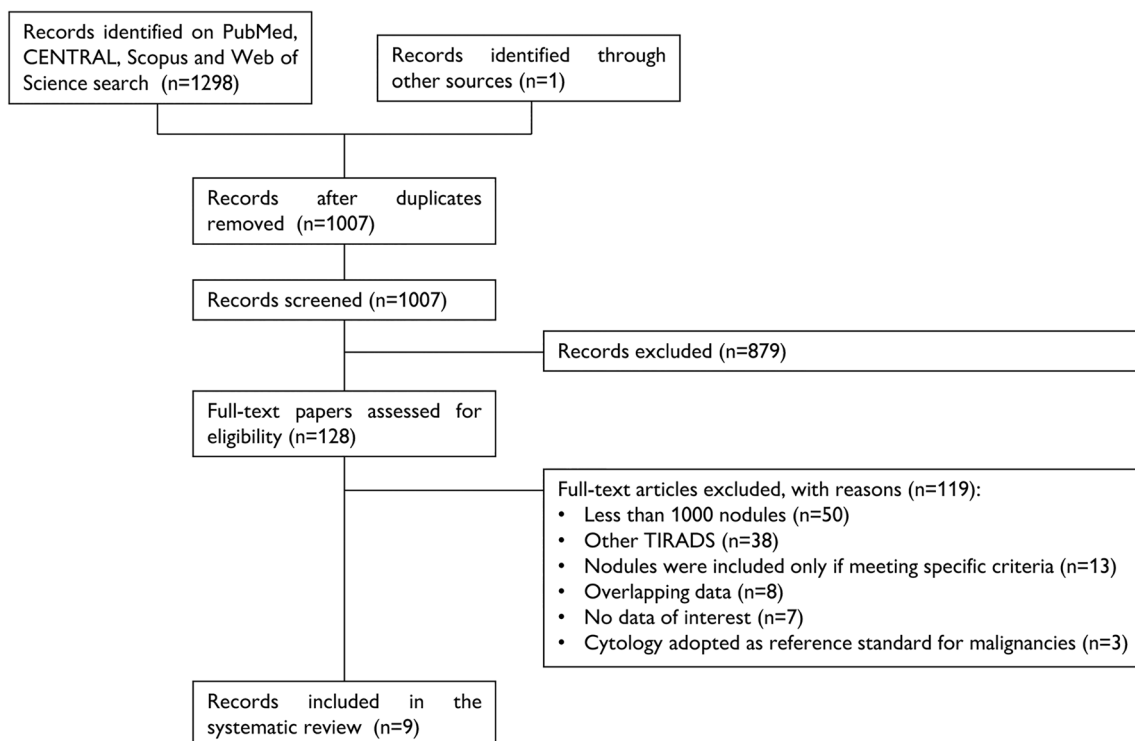 Records identified on PubMed,
CENTRAL, Scopus and Web of
Science search (n=1298)
Records identified through
other sources (n=1)
Records after duplicates
removed (n=1007)
Records screened (n=1007)
Records excluded (n=879)
Full-text papers assessed for
eligibility (n=128)
Full-text articles excluded, with reasons (n=119):
• Less than 1000 nodules (n=50)
• Other TIRADS (n=38)
• Nodules were included only if meeting specific criteria (n=13)
• Overlapping data (n=8)
• No data of interest (n=7)
• Cytology adopted as reference standard for malignancies (n=3)
Records included in the
systematic review (n=9)